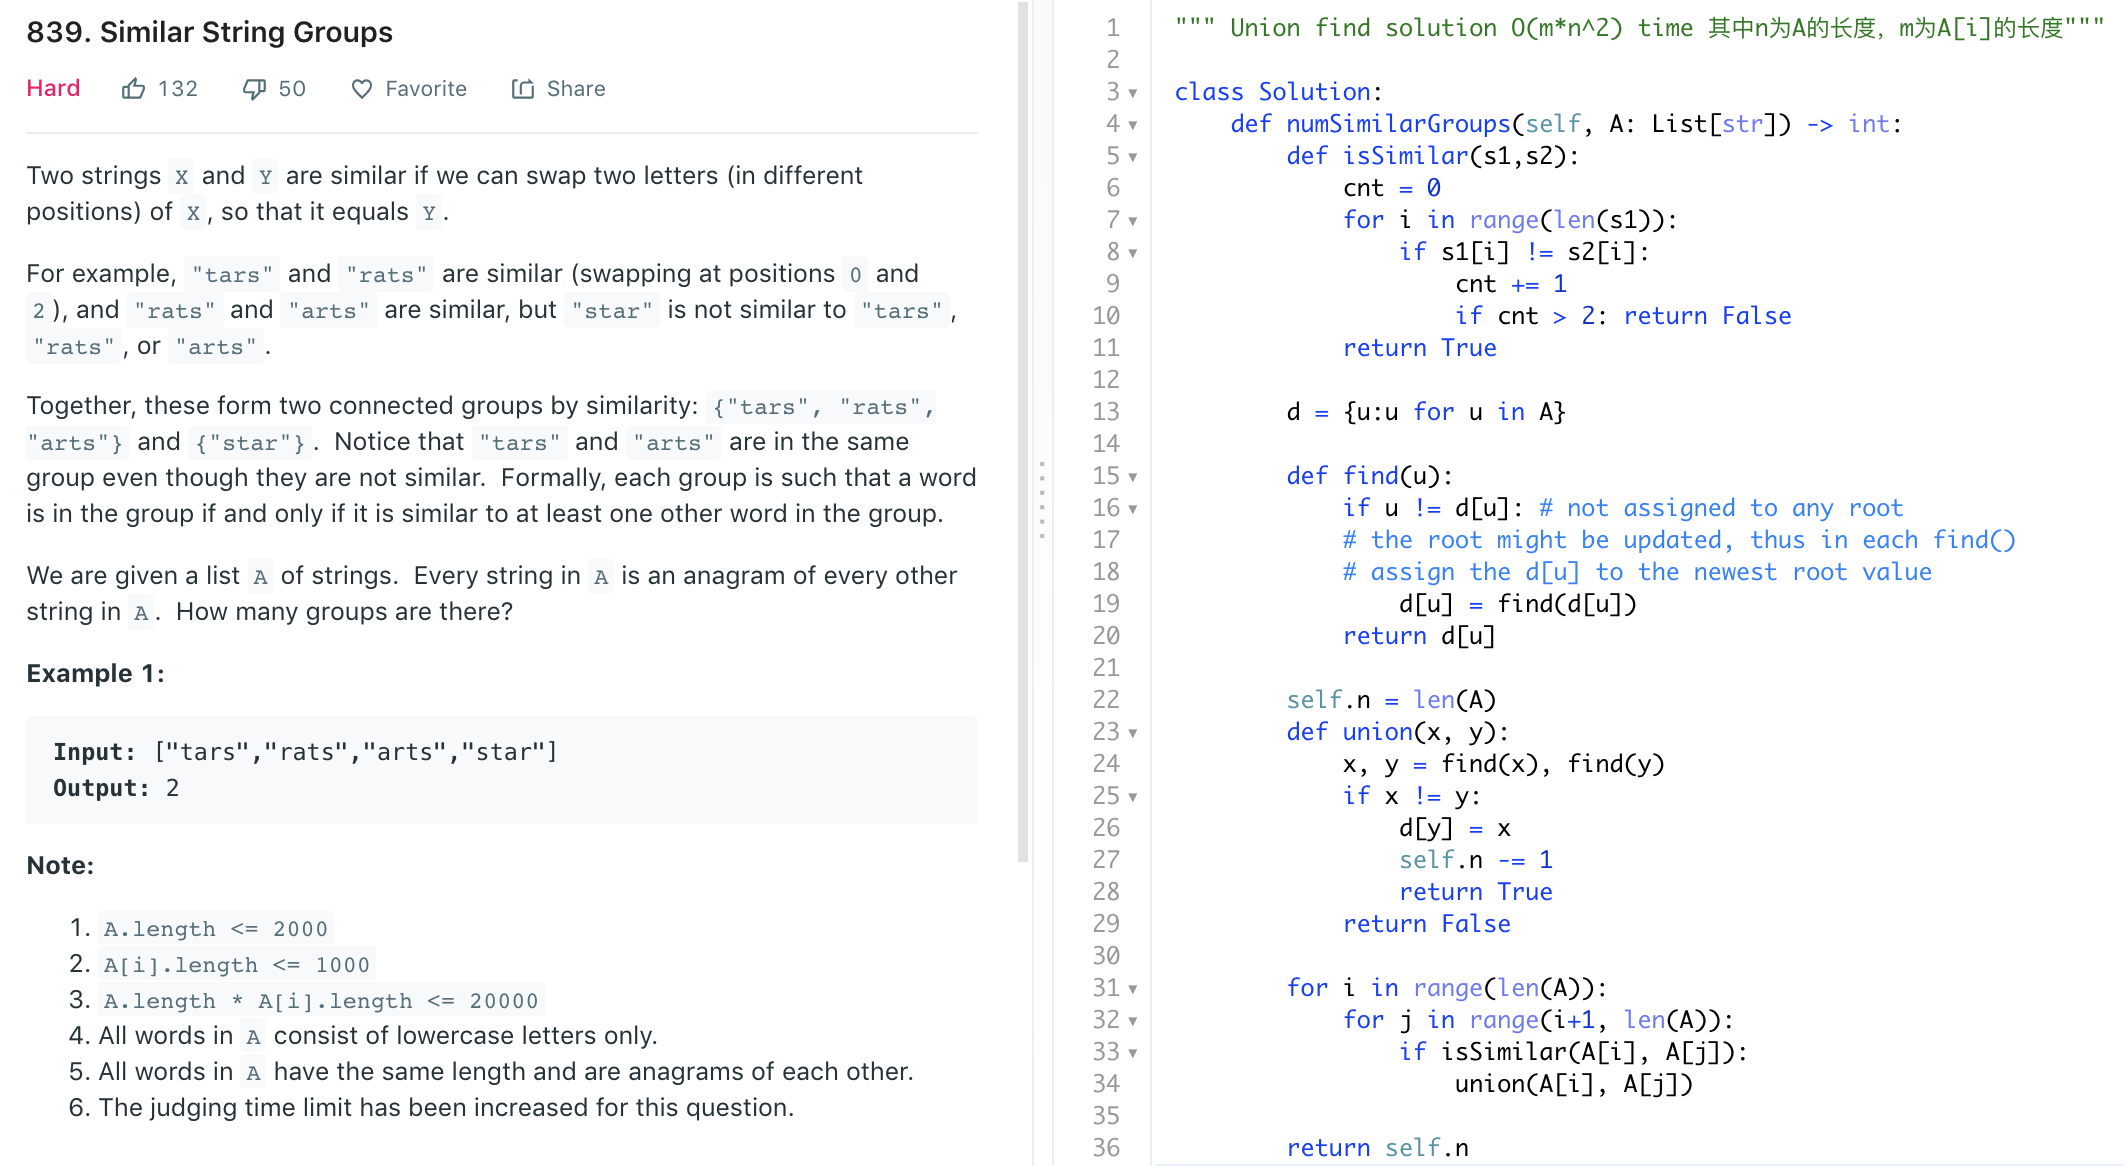 839. Similar String Groups
Hard 132 50 Favorite Share
Two strings X and Y are similar if we can swap two letters (in different
positions) of X, so that it equals Y.
For example, "tars" and "rats" are similar (swapping at positions 0 and
2), and "rats" and "arts" are similar, but "star" is not similar to "tars",
"rats", or "arts".
Together, these form two connected groups by similarity: {"tars", "rats",
"arts"} and {"star"}.  Notice that "tars" and "arts" are in the same
group even though they are not similar.  Formally, each group is such that a word
is in the group if and only if it is similar to at least one other word in the group.
We are given a list A of strings.  Every string in A is an anagram of every other
string in A.  How many groups are there?
Example 1:
Input: ["tars","rats","arts","star"]
Output: 2
Note:
1. A.length <= 2000
2. A[i].length <= 1000
3. A.length * A[i].length <= 20000
4. All words in A consist of lowercase letters only.
5. All words in A have the same length and are anagrams of each other.
6. The judging time limit has been increased for this question.
1 """ Union find solution O(m*n^2) time 其中n为A的长度，m为A[i]的长度"""
2
3 class Solution:
4     def numSimilarGroups(self, A: List[str]) -> int:
5         def isSimilar(s1,s2):
6             cnt = 0
7             for i in range(len(s1)):
8                 if s1[i] != s2[i]:
9                     cnt += 1
10                     if cnt > 2: return False
11             return True
12
13         d = {u:u for u in A}
14
15         def find(u):
16             if u != d[u]: # not assigned to any root
17             # the root might be updated, thus in each find()
18             # assign the d[u] to the newest root value
19                 d[u] = find(d[u])
20             return d[u]
21
22         self.n = len(A)
23         def union(x, y):
24             x, y = find(x), find(y)
25             if x != y:
26                 d[y] = x
27                 self.n -= 1
28                 return True
29             return False
30
31         for i in range(len(A)):
32             for j in range(i+1, len(A)):
33                 if isSimilar(A[i], A[j]):
34                     union(A[i], A[j])
35
36         return self.n